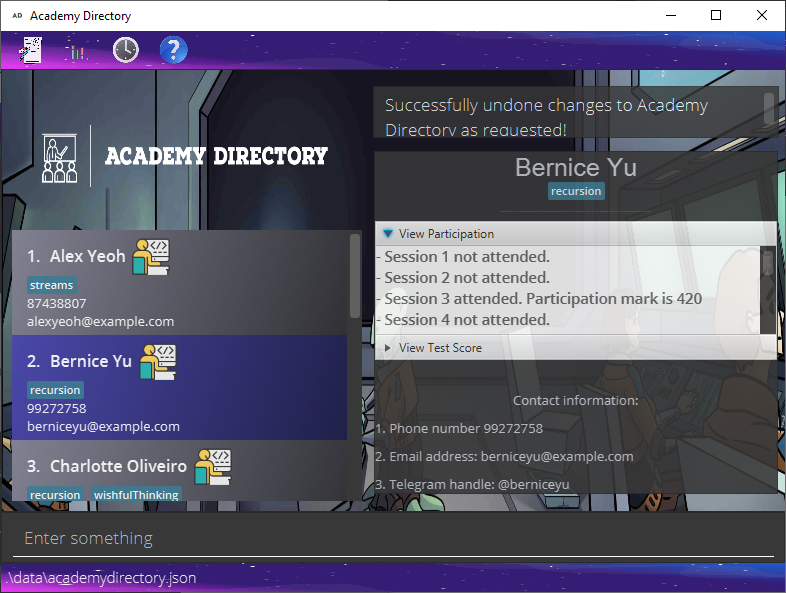 AD Academy Directory
ACADEMY DIRECTORY
1. Alex Yeoh
streams
87438807
alexyeoh@example.com
2. Bernice Yu
recursion
99272758
berniceyu@example.com
3. Charlotte Oliveiro
recursion wishfulThinking
Successfully undone changes to Academy
Directory as requested!
Bernice Yu
recursion
View Participation
- Session 1 not attended.
- Session 2 not attended.
- Session 3 attended. Participation mark is 420
- Session 4 not attended.
View Test Score
Contact information:
1. Phone number 99272758
2. Email address: berniceyu@example.com
3. Telegram handle: @berniceyu
Enter something
.\data\academydirectory.json